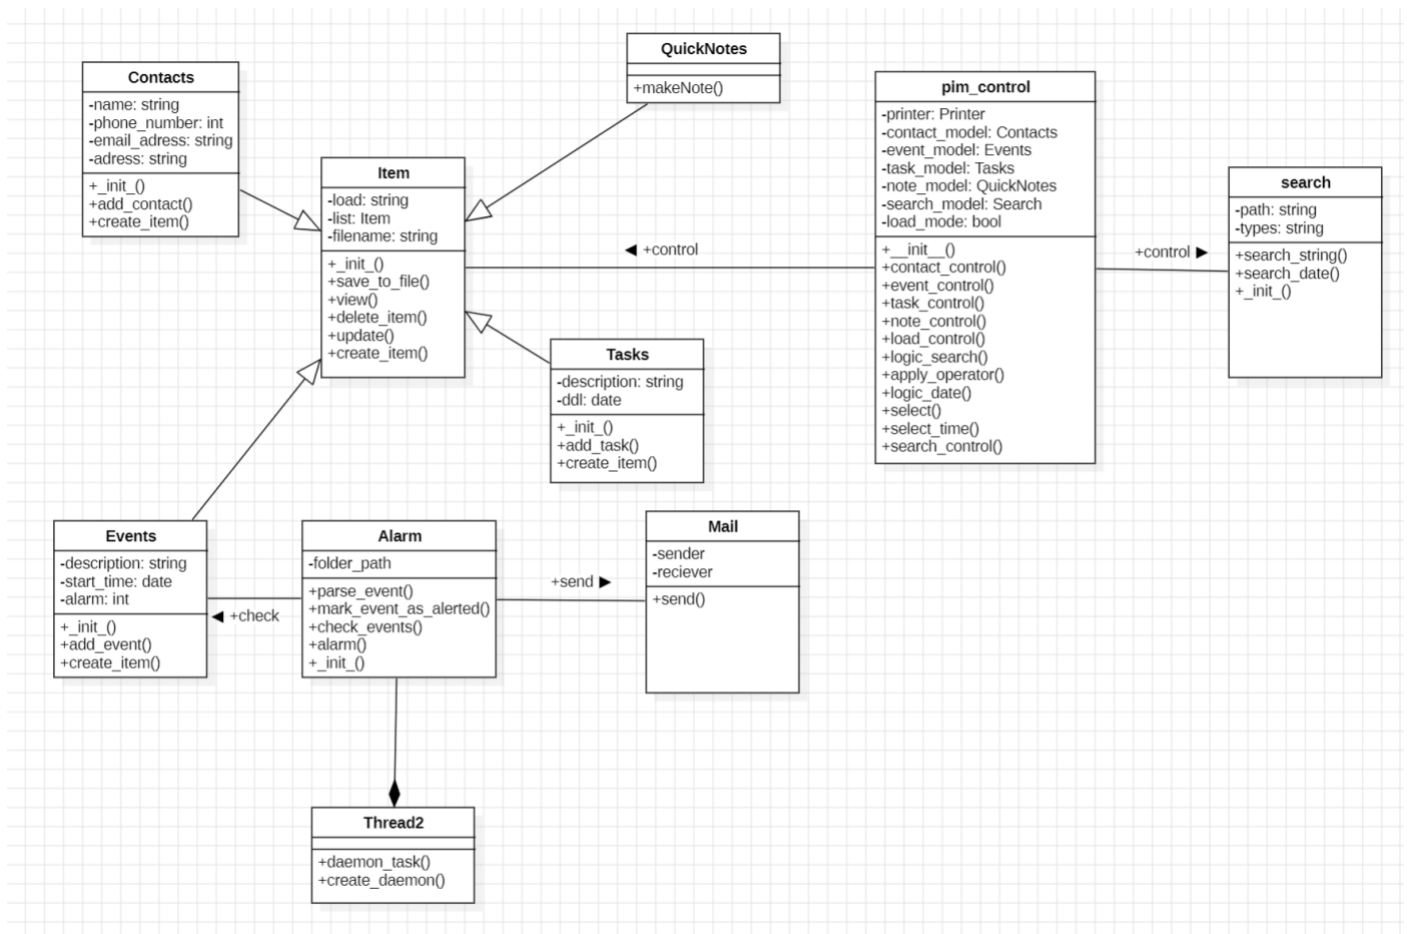 QuickNotes
+makeNote()
Contacts
-name: string
-phone_number: int
-email_adress: string
-adress: string
+_init_()
+add_contact()
+create_item()
Item
-load: string
-list: Item
-filename: string
+_init_()
+save_to_file()
+view()
+delete_item()
+update()
+create_item()
◀ +control
pim_control
-printer: Printer
-contact_model: Contacts
-event_model: Events
-task_model: Tasks
-note_model: QuickNotes
-search_model: Search
-load_mode: bool
+__init__()
+contact_control()
+event_control()
+task_control()
+note_control()
+load_control()
+logic_search()
+apply_operator()
+logic_date()
+select()
+select_time()
+search_control()
+control ▶
search
-path: string
-types: string
+search_string()
+search_date()
+_init_()
Tasks
-description: string
-ddl: date
+_init_()
+add_task()
+create_item()
Events
-description: string
-start_time: date
-alarm: int
+_init_()
+add_event()
+create_item()
◀ +check
Alarm
-folder_path
+parse_event()
+mark_event_as_alerted()
+check_events()
+alarm()
+_init_()
+send ▶
Mail
-sender
-reciever
+send()
Thread2
+daemon_task()
+create_daemon()